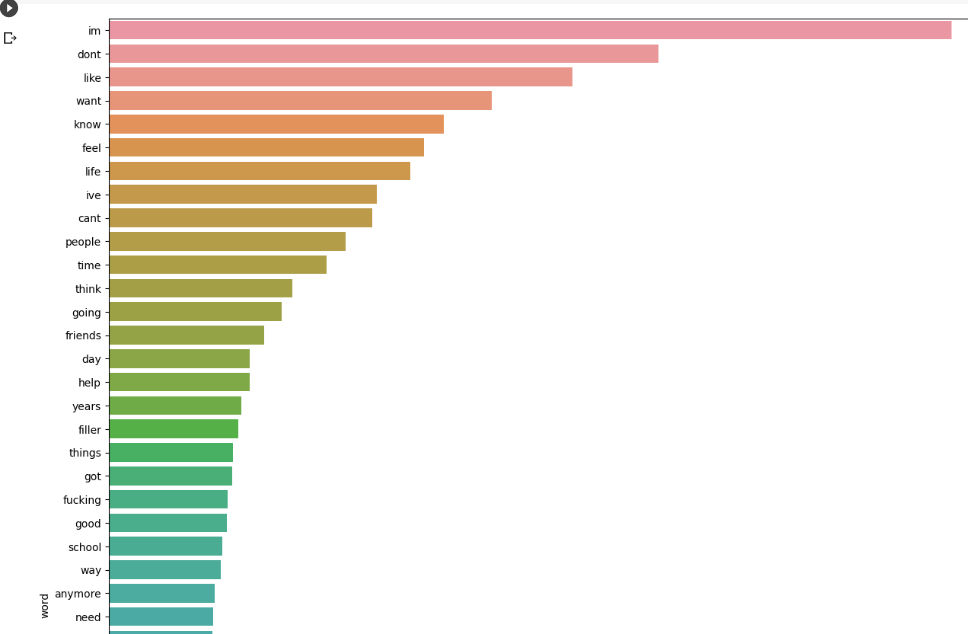 im
dont
like
want
know
feel
life
ive
cant
people
time
think
going
friends
day
help
years
filler
things
got
fucking
good
school
way
anymore
need
word